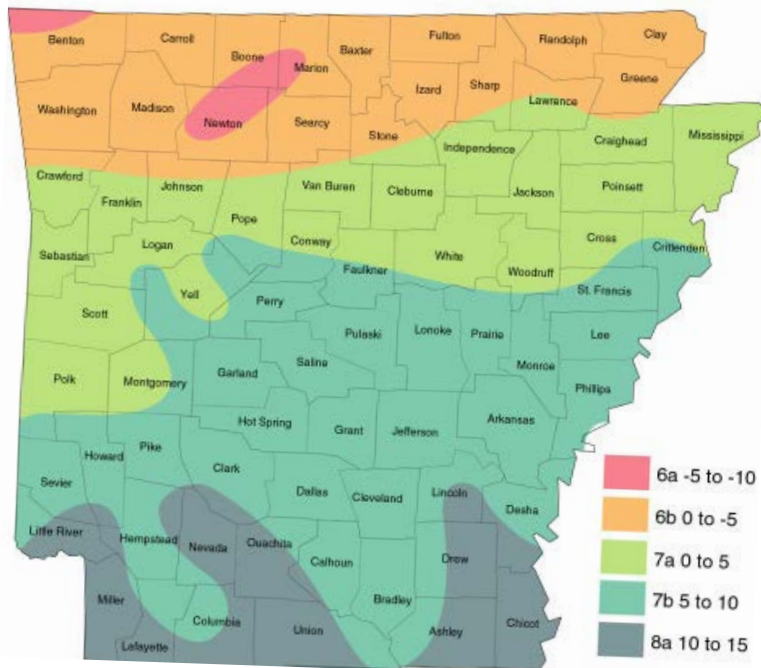 Benton
Carroll
Boone
Marion
Baxter
Fulton
Randolph
Clay
Washington
Madison
Newton
Searcy
Stone
Izard
Sharp
Lawrence
Greene
Crawford
Franklin
Johnson
Pope
Van Buren
Cleburne
Independence
Jackson
Craighead
Mississippi
Poinsett
Sebastian
Logan
Yell
Conway
Faulkner
White
Woodruff
Cross
Crittenden
Scott
Perry
Pulaski
Lonoke
Prairie
St. Francis
Lee
Polk
Montgomery
Garland
Saline
Monroe
Phillips
Hot Spring
Grant
Jefferson
Arkansas
Howard
Pike
Clark
Sevier
Dallas
Cleveland
Lincoln
Desha
Little River
Hempstead
Nevada
Ouachita
Calhoun
Bradley
Drew
Miller
Lafayette
Columbia
Union
Ashley
Chicot
6a -5 to -10
6b 0 to -5
7a 0 to 5
7b 5 to 10
8a 10 to 15